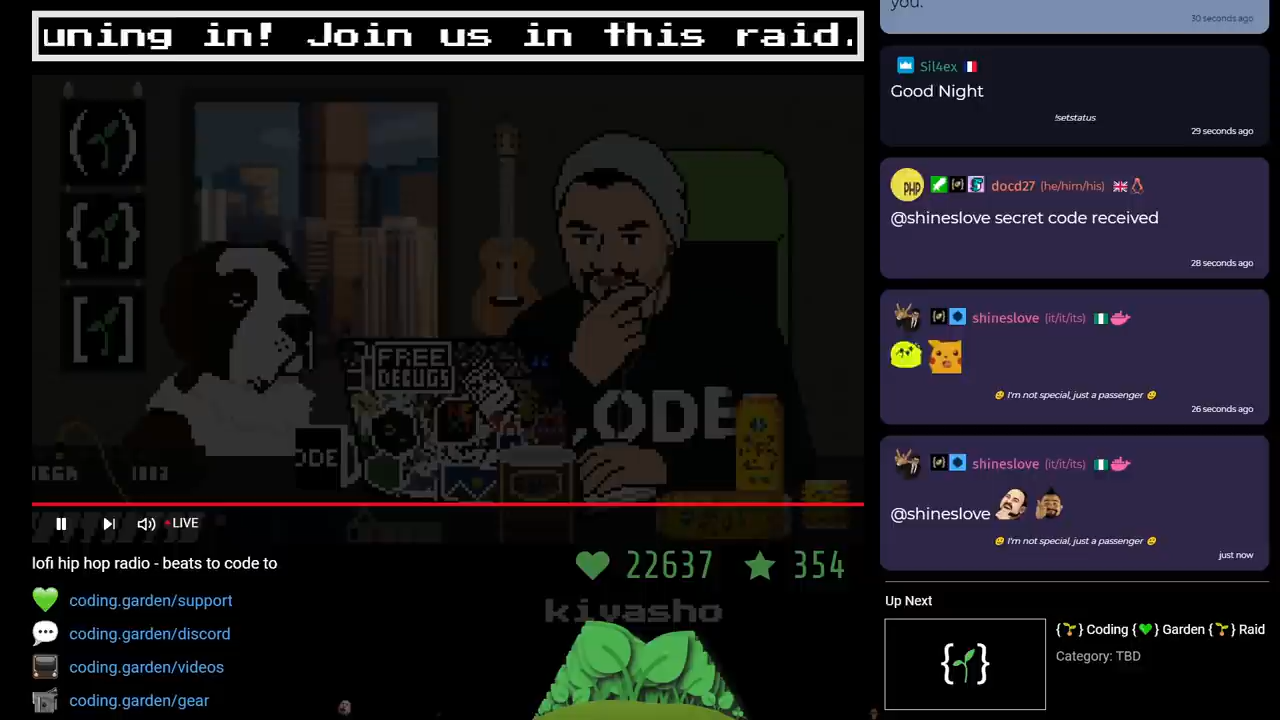 uning in! Join us in this raid.
you.
30 seconds ago
Sil4ex
Good Night
!setstatus
29 seconds ago
PHP
docd27 (he/him/his)
@shineslove secret code received
28 seconds ago
shineslove (it/it/its)
I'm not special, just a passenger
26 seconds ago
shineslove (it/it/its)
@shineslove
I'm not special, just a passenger
just now
FREE
DEBUGS
.ODE
ODE
LIVE
lofi hip hop radio - beats to code to
22637
354
kivasho
coding.garden/support
coding.garden/discord
coding.garden/videos
coding.garden/gear
Up Next
{ } Coding { } Garden { } Raid
Category: TBD